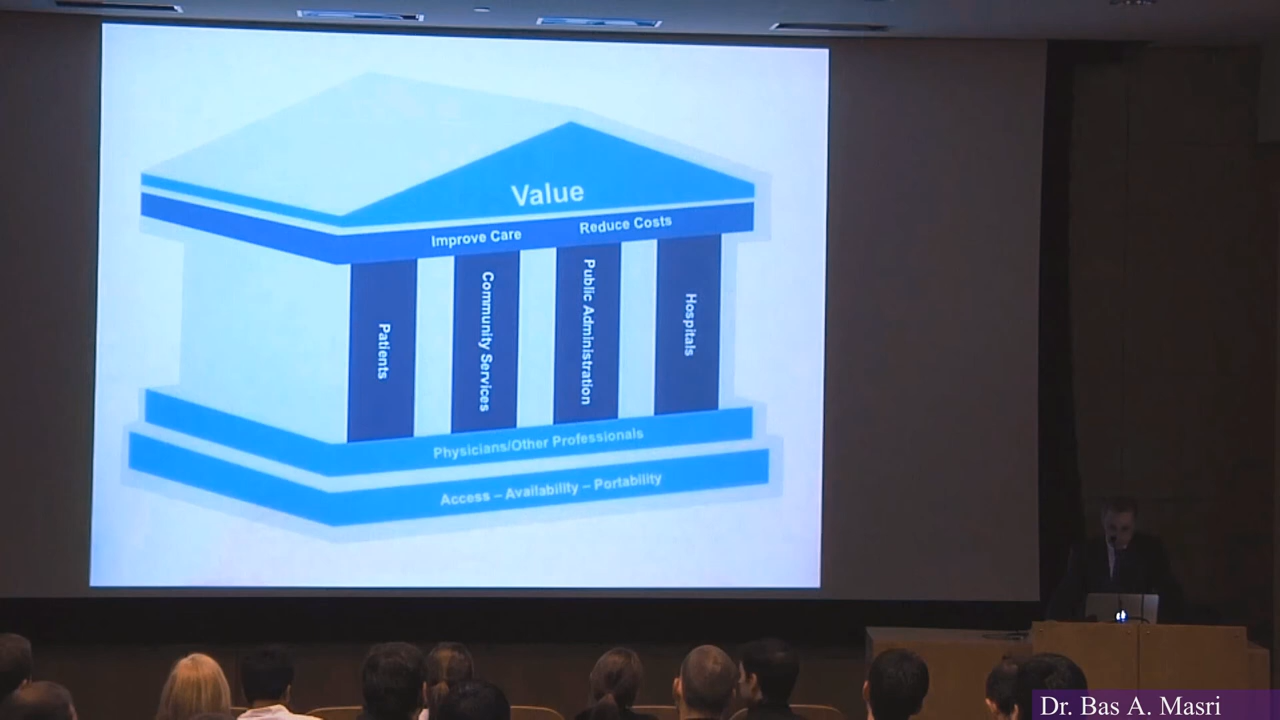 Value
Improve Care
Reduce Costs
Patients
Community Services
Public Administration
Hospitals
Physicians/Other Professionals
Access – Availability – Portability
Dr. Bas A. Masri